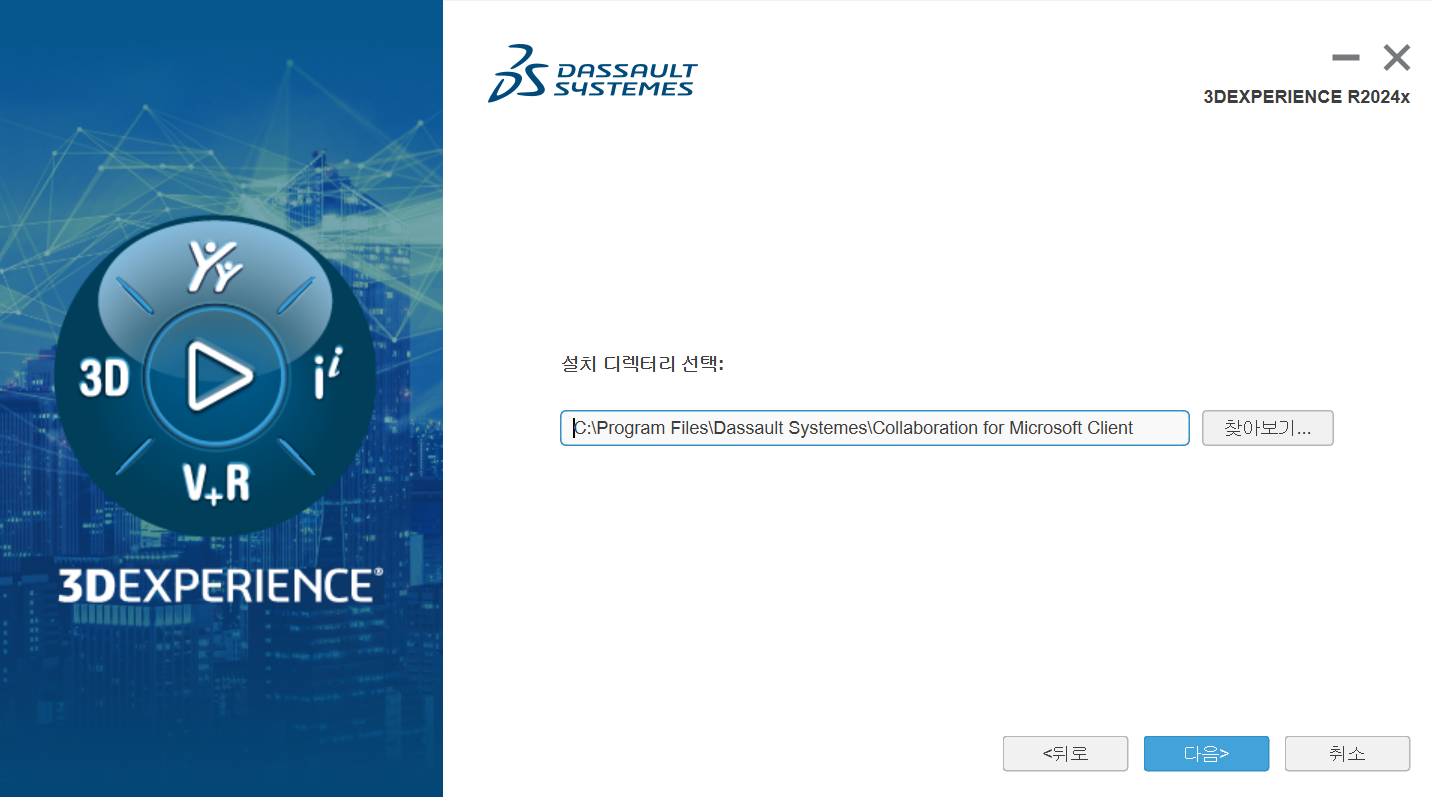 DASSAULT
SYSTEMES
3DEXPERIENCE R2024x
3D
i i
V+R
3DEXPERIENCE®
설치 디렉터리 선택:
C:\Program Files\Dassault Systemes\Collaboration for Microsoft Client
찾아보기...
<뒤로
다음>
취소